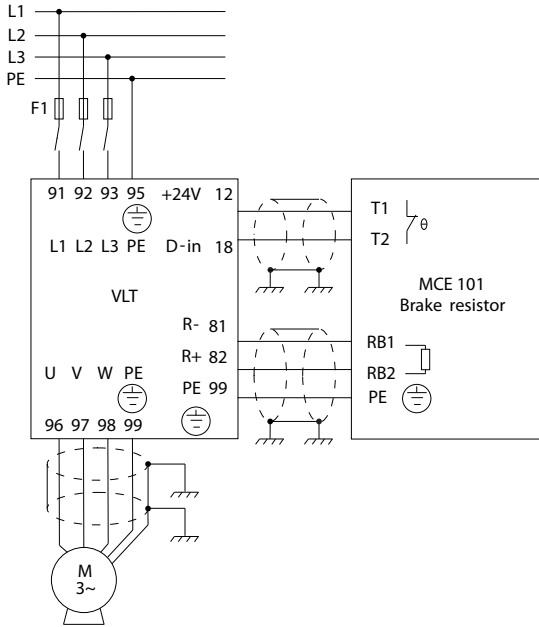 L1
L2
L3
PE
F1
91 92 93 95 +24V 12
L1 L2 L3 PE D-in 18
VLT
R- 81
R+ 82
PE 99
U V W PE
96 97 98 99
T1
θ
T2
MCE 101
Brake resistor
RB1
RB2
PE
M
3~